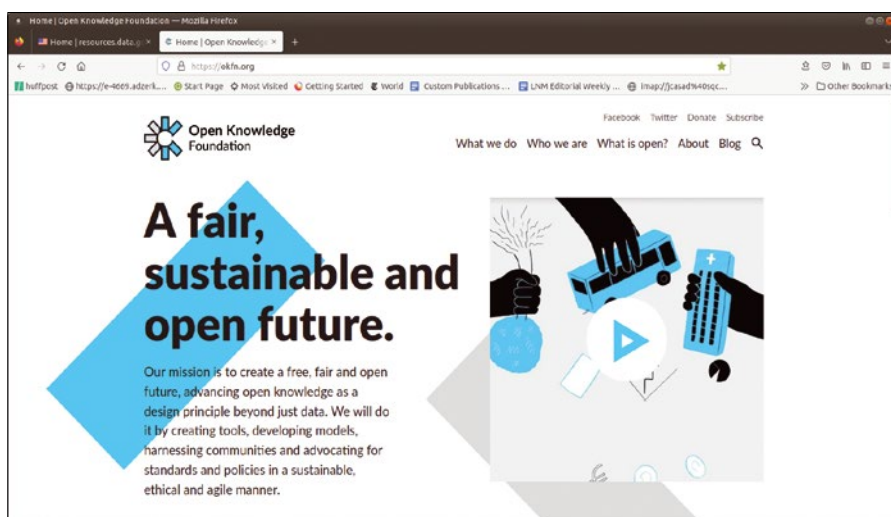 Home | Open Knowledge Foundation — Mozilla Firefox
Home | resources.data.g
Home | Open Knowledge
https://okfn.org
huffpost https://e-4669.adzerk.... Start Page Most Visited Getting Started World Custom Publications ... LNM Editorial Weekly ... Other Bookmarks
Facebook Twitter Donate Subscribe
Open Knowledge
Foundation
What we do Who we are What is open? About Blog
A fair,
sustainable and
open future.
Our mission is to create a free, fair and open
future, advancing open knowledge as a
design principle beyond just data. We will do
it by creating tools, developing models,
harnessing communities and advocating for
standards and policies in a sustainable,
ethical and agile manner.